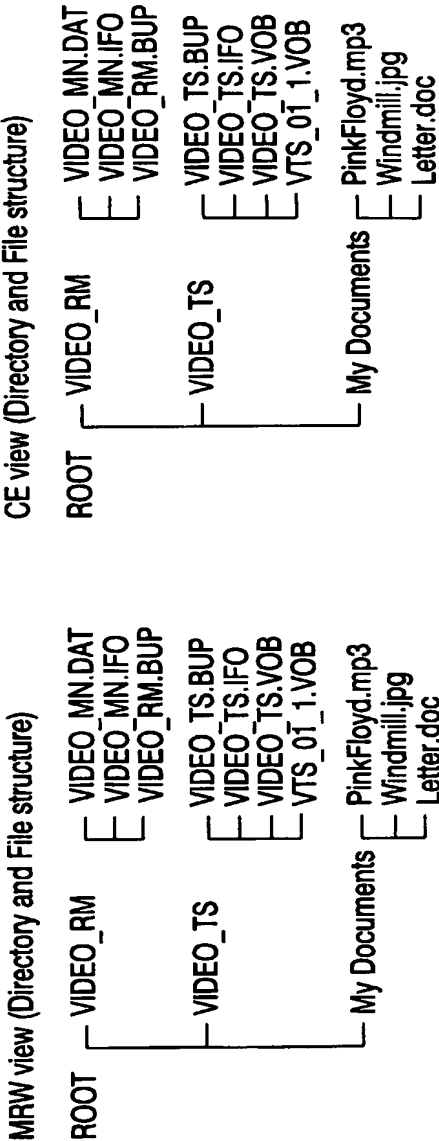 MRW view (Directory and File structure)
ROOT
VIDEO_RM
VIDEO_MN.DAT
VIDEO_MN.IFO
VIDEO_RM.BUP
VIDEO_TS
VIDEO_TS.BUP
VIDEO_TS.IFO
VIDEO_TS.VOB
VTS_01_1.VOB
My Documents
PinkFloyd.mp3
Windmill.jpg
Letter.doc
CE view (Directory and File structure)
ROOT
VIDEO_RM
VIDEO_MN.DAT
VIDEO_MN.IFO
VIDEO_RM.BUP
VIDEO_TS
VIDEO_TS.BUP
VIDEO_TS.IFO
VIDEO_TS.VOB
VTS_01_1.VOB
My Documents
PinkFloyd.mp3
Windmill.jpg
Letter.doc